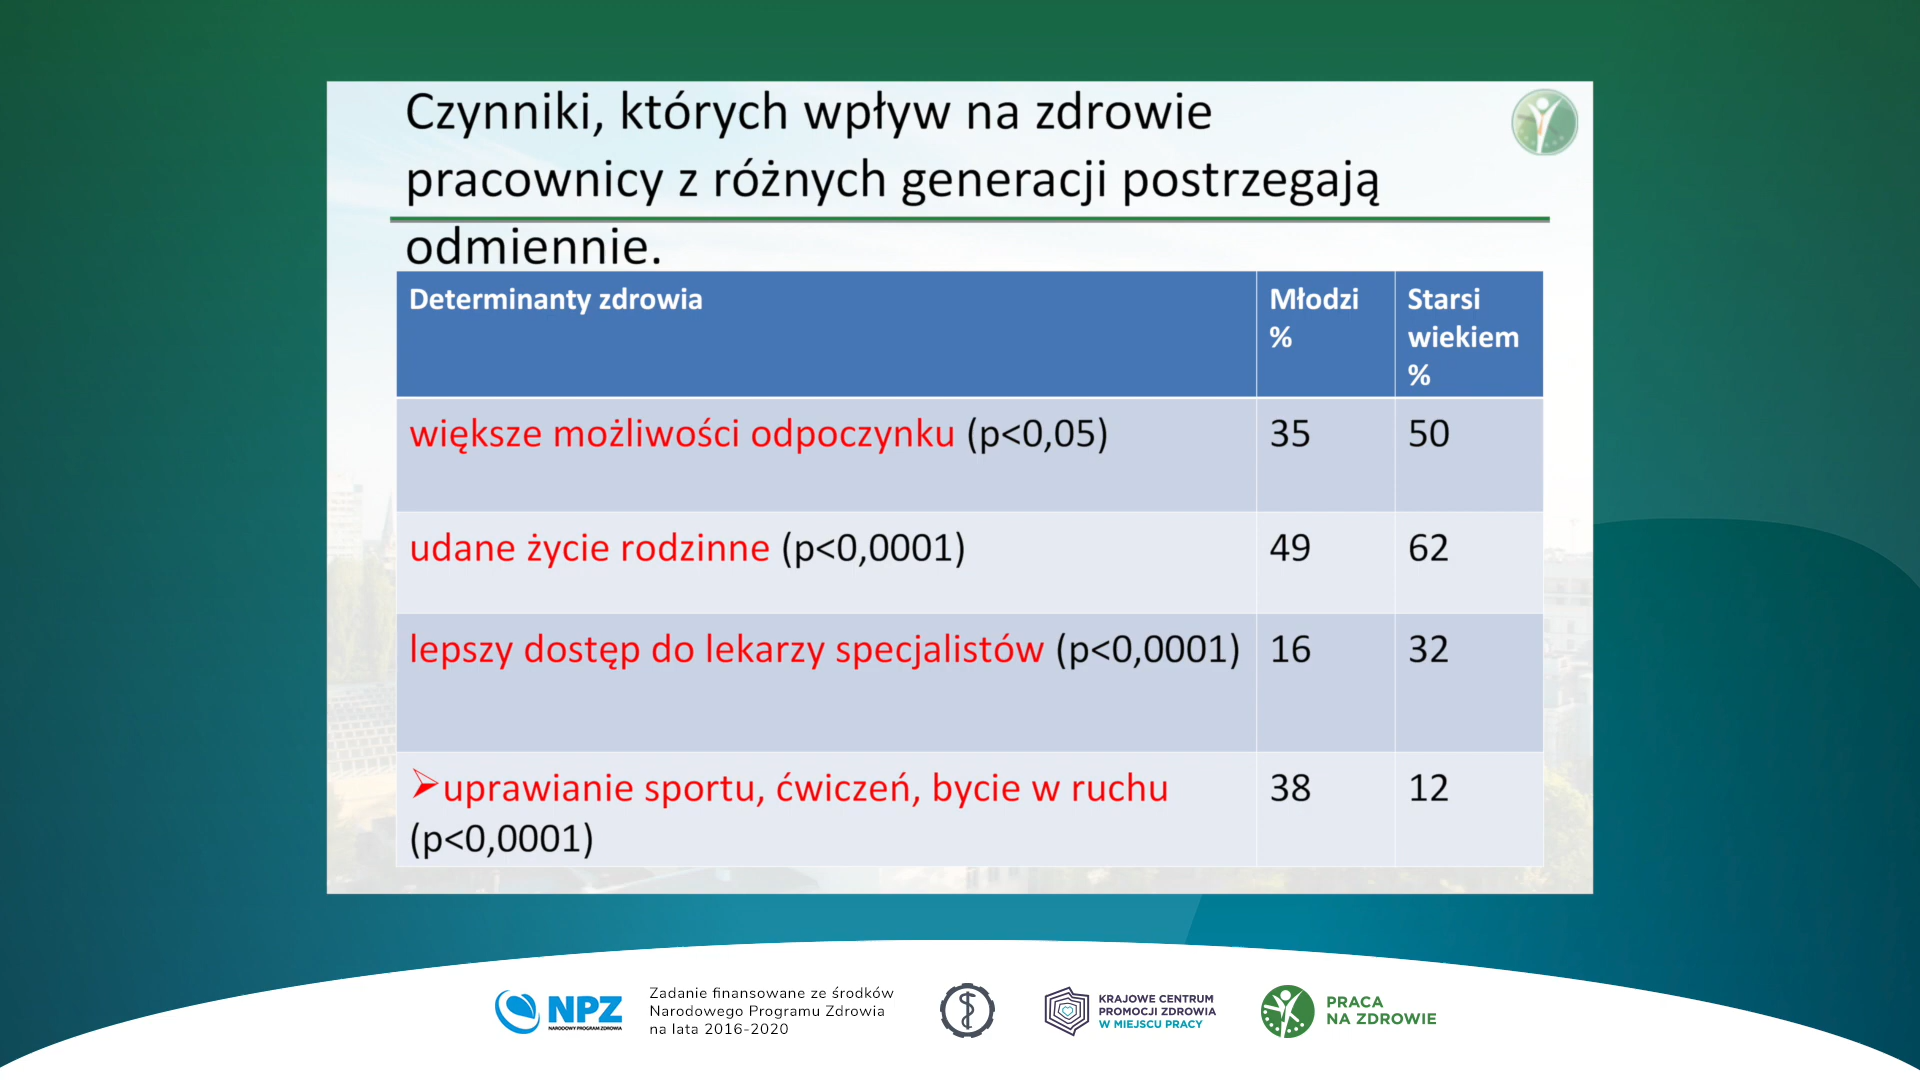 Czynniki, których wpływ na zdrowie
pracownicy z różnych generacji postrzegają
odmiennie.
Determinanty zdrowia
Młodzi
%
Starsi
wiekiem
%
większe możliwości odpoczynku (p<0,05)
35
50
udane życie rodzinne (p<0,0001)
49
62
lepszy dostęp do lekarzy specjalistów (p<0,0001)
16
32
➢uprawianie sportu, ćwiczeń, bycie w ruchu
(p<0,0001)
38
12
NPZ
NARODOWY PROGRAM ZDROWIA
Zadanie finansowane ze środków
Narodowego Programu Zdrowia
na lata 2016-2020
KRAJOWE CENTRUM
PROMOCJI ZDROWIA
W MIEJSCU PRACY
PRACA
NA ZDROWIE